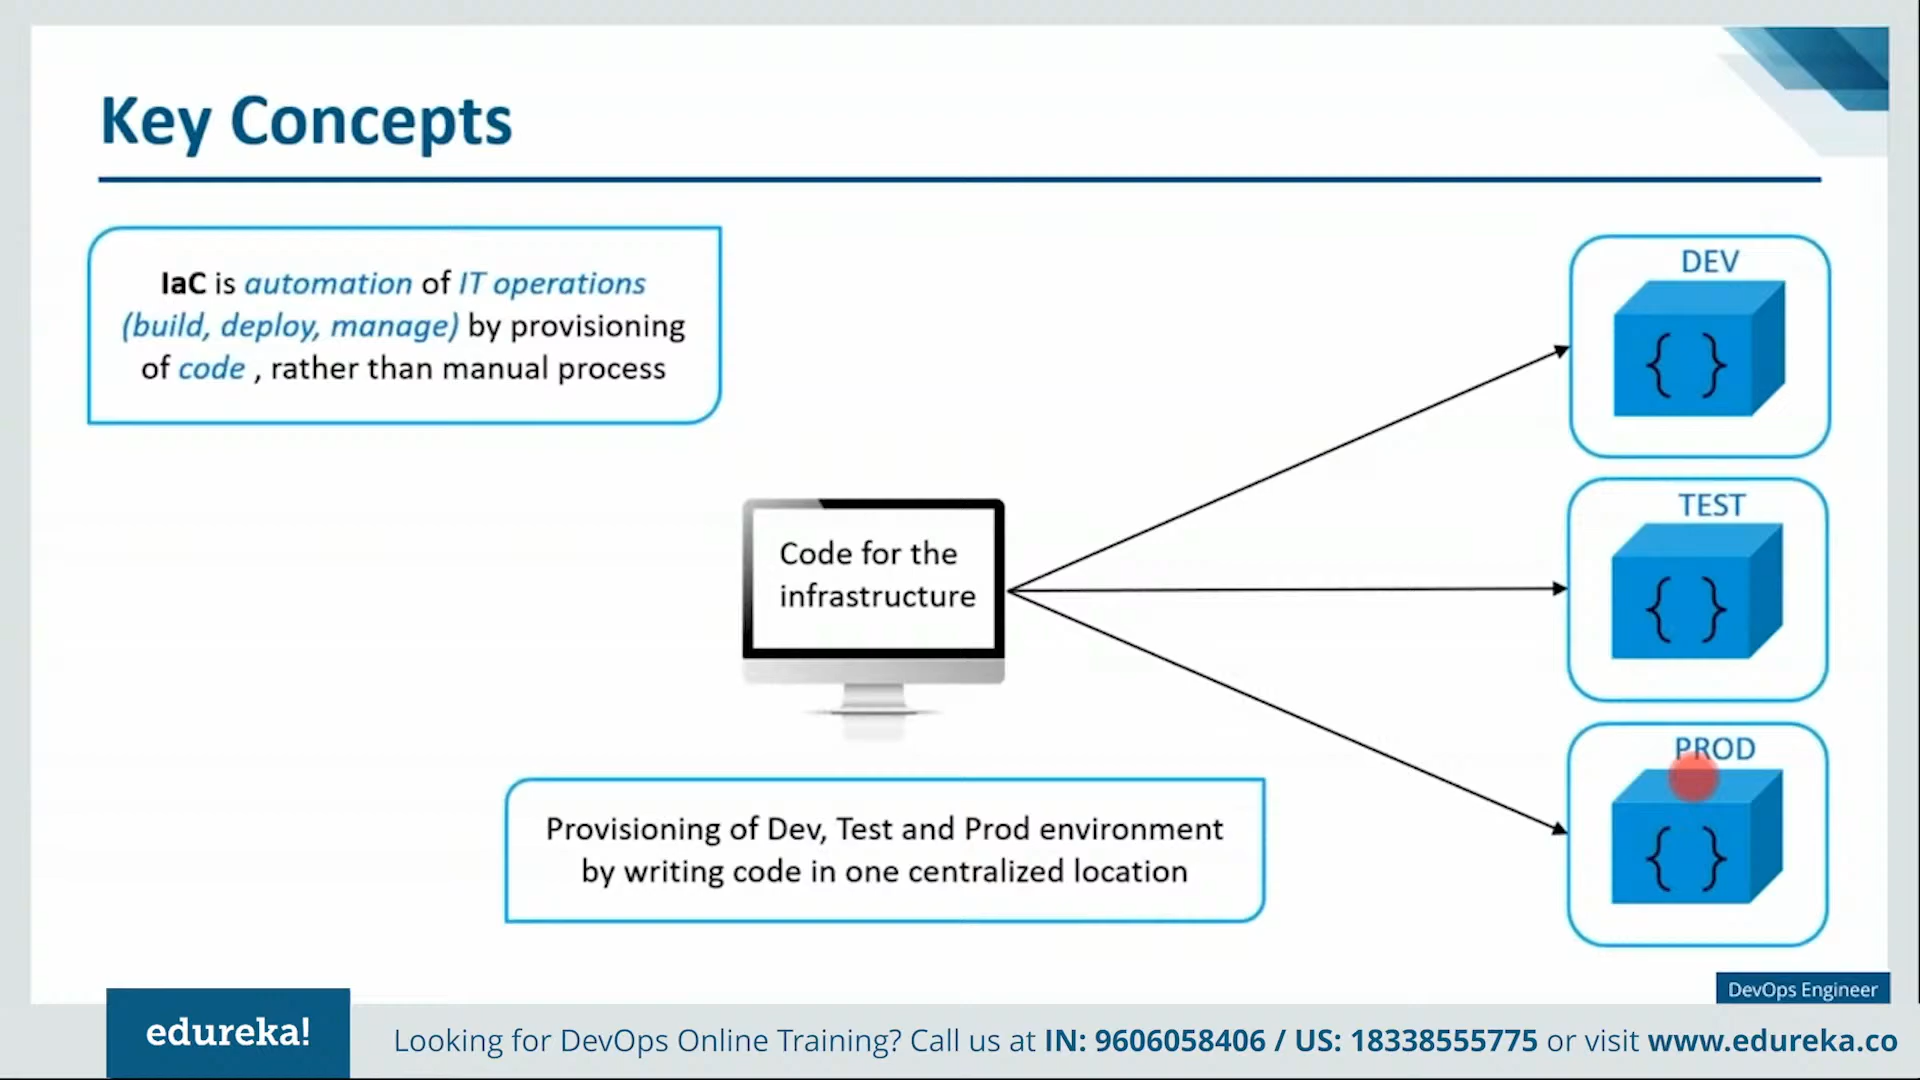 Key Concepts
IaC is automation of IT operations
(build, deploy, manage) by provisioning
of code , rather than manual process
DEV
{ }
Code for the
infrastructure
TEST
{ }
PROD
{ }
Provisioning of Dev, Test and Prod environment
by writing code in one centralized location
DevOps Engineer
edureka!
Looking for DevOps Online Training? Call us at IN: 9606058406 / US: 18338555775 or visit www.edureka.co